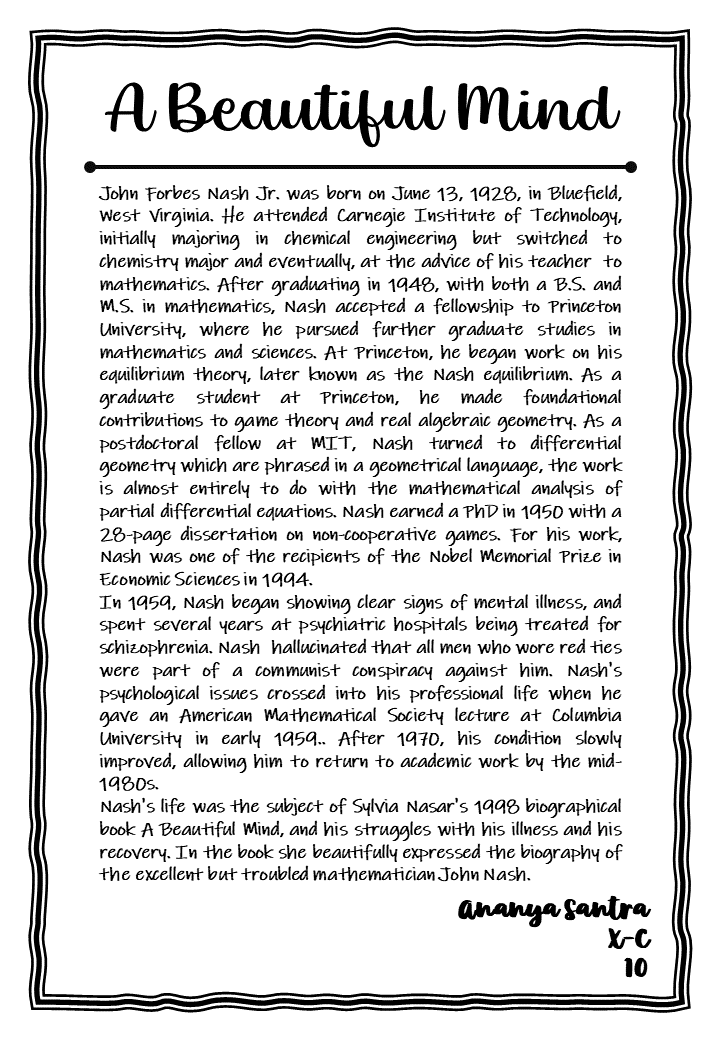 A Beautiful Mind
John Forbes Nash Jr. was born on June 13, 1928, in Bluefield,
West Virginia. He attended Carnegie Institute of Technology,
initially majoring in chemical engineering but switched to
chemistry major and eventually, at the advice of his teacher to
mathematics. After graduating in 1948, with both a B.S. and
M.S. in mathematics, Nash accepted a fellowship to Princeton
University, where he pursued further graduate studies in
mathematics and sciences. At Princeton, he began work on his
equilibrium theory, later known as the Nash equilibrium. As a
graduate student at Princeton, he made foundational
contributions to game theory and real algebraic geometry. As a
postdoctoral fellow at MIT, Nash turned to differential
geometry which are phrased in a geometrical language, the work
is almost entirely to do with the mathematical analysis of
partial differential equations. Nash earned a PhD in 1950 with a
28-page dissertation on non-cooperative games. For his work,
Nash was one of the recipients of the Nobel Memorial Prize in
Economic Sciences in 1994.
In 1959, Nash began showing clear signs of mental illness, and
spent several years at psychiatric hospitals being treated for
schizophrenia. Nash hallucinated that all men who wore red ties
were part of a communist conspiracy against him. Nash's
psychological issues crossed into his professional life when he
gave an American Mathematical Society lecture at Columbia
University in early 1959.. After 1970, his condition slowly
improved, allowing him to return to academic work by the mid-
1980s.
Nash's life was the subject of Sylvia Nasar's 1998 biographical
book A Beautiful Mind, and his struggles with his illness and his
recovery. In the book she beautifully expressed the biography of
the excellent but troubled mathematician John Nash.
Ananya Santra
X-C
10